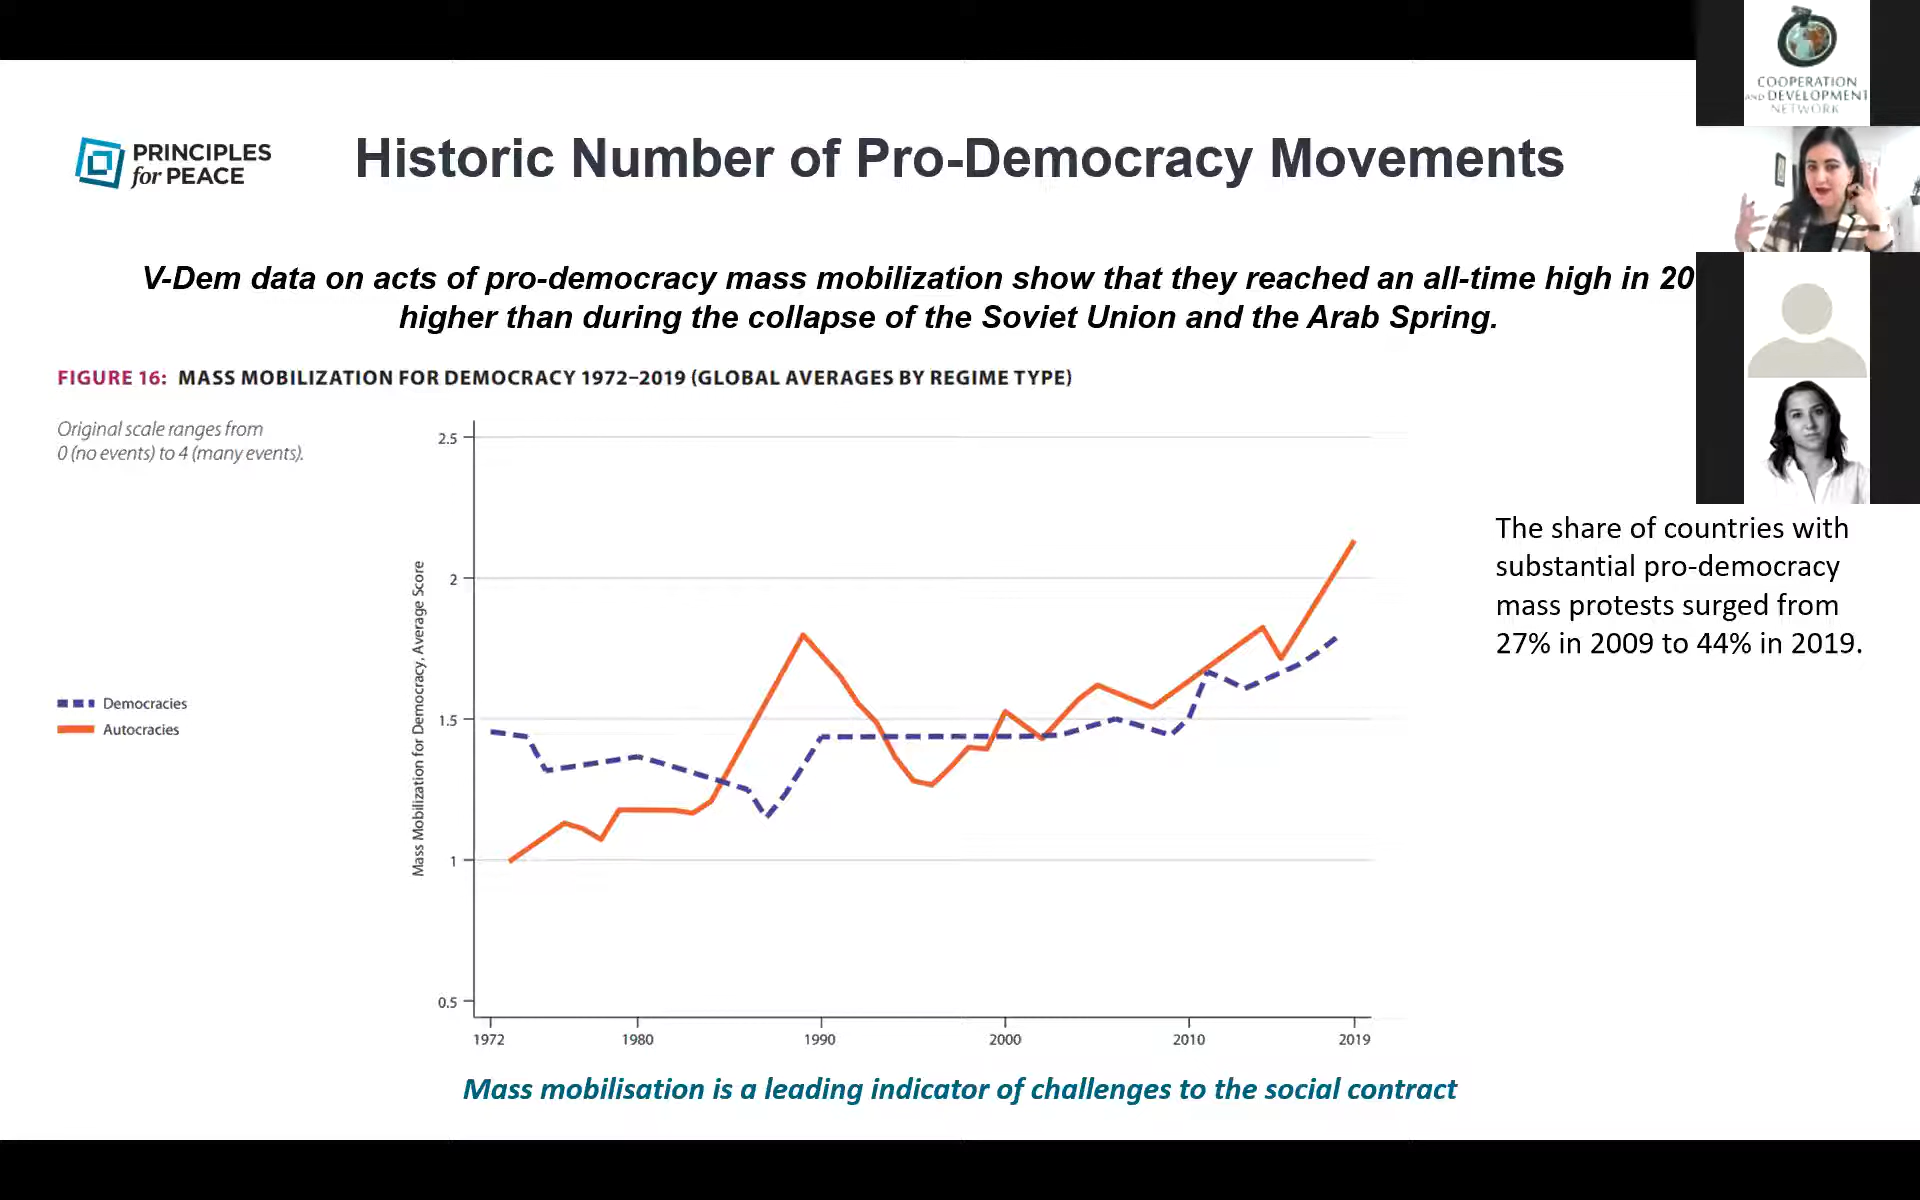 COOPERATION
AND DEVELOPMENT
NETWORK
PRINCIPLES
for PEACE
Historic Number of Pro-Democracy Movements
V-Dem data on acts of pro-democracy mass mobilization show that they reached an all-time high in 20
higher than during the collapse of the Soviet Union and the Arab Spring.
FIGURE 16: MASS MOBILIZATION FOR DEMOCRACY 1972–2019 (GLOBAL AVERAGES BY REGIME TYPE)
Original scale ranges from
0 (no events) to 4 (many events).
Democracies
Autocracies
Mass Mobilization for Democracy, Average Score
2.5
2
1.5
1
0.5
1972
1980
1990
2000
2010
2019
The share of countries with
substantial pro-democracy
mass protests surged from
27% in 2009 to 44% in 2019.
Mass mobilisation is a leading indicator of challenges to the social contract